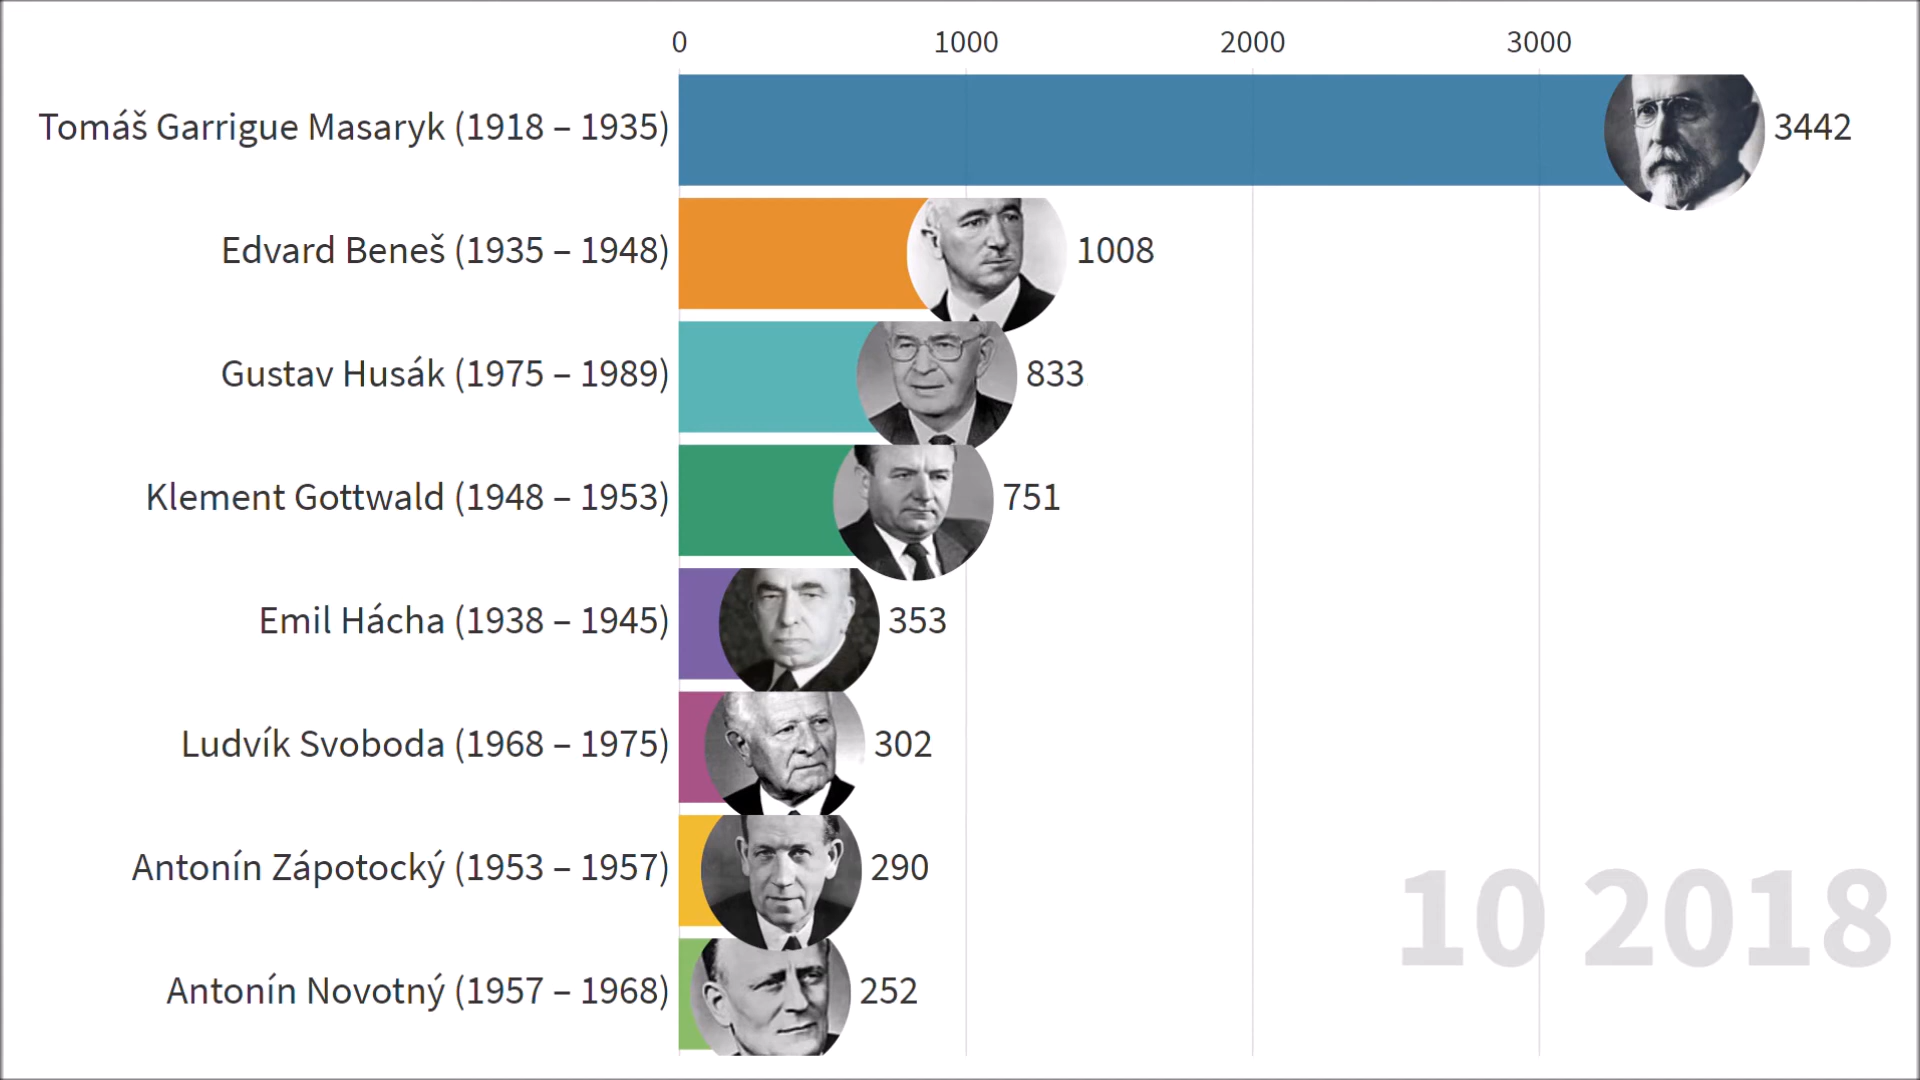 0 1000 2000 3000
Tomáš Garrigue Masaryk (1918 – 1935) 3442
Edvard Beneš (1935 – 1948) 1008
Gustav Husák (1975 – 1989) 833
Klement Gottwald (1948 – 1953) 751
Emil Hácha (1938 – 1945) 353
Ludvík Svoboda (1968 – 1975) 302
Antonín Zápotocký (1953 – 1957) 290
10 2018
Antonín Novotný (1957 – 1968) 252